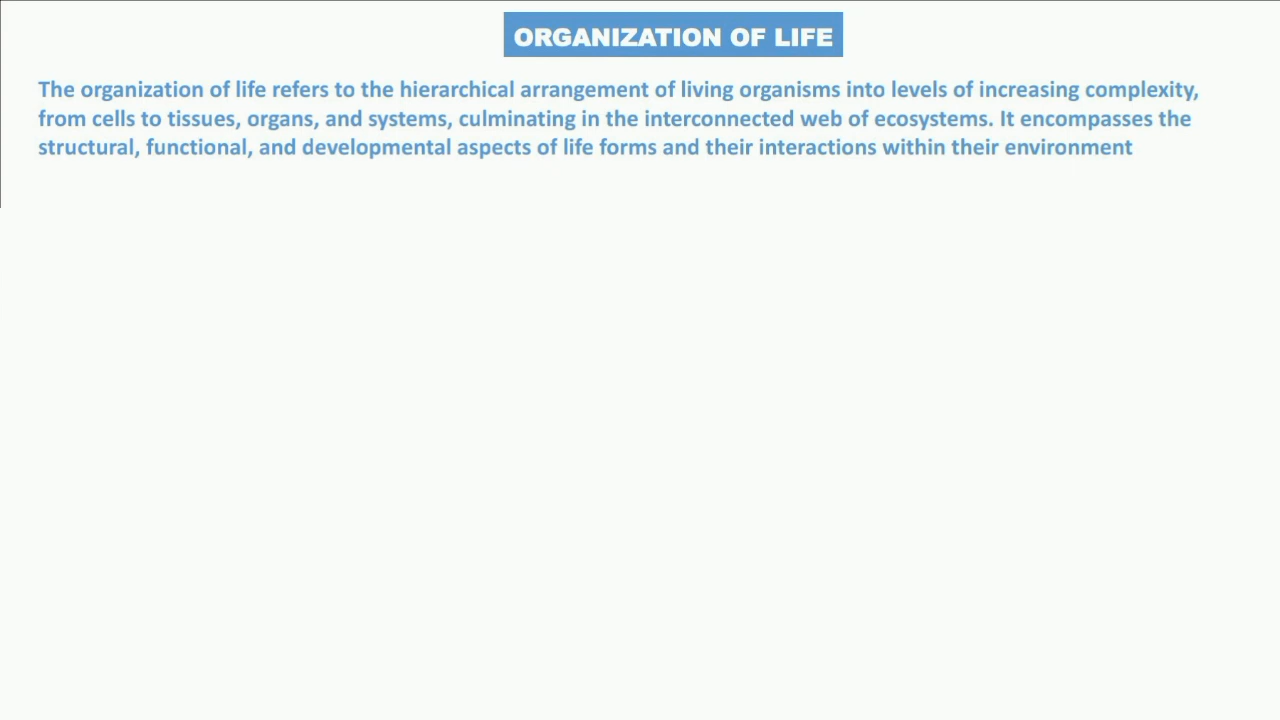 ORGANIZATION OF LIFE
The organization of life refers to the hierarchical arrangement of living organisms into levels of increasing complexity,
from cells to tissues, organs, and systems, culminating in the interconnected web of ecosystems. It encompasses the
structural, functional, and developmental aspects of life forms and their interactions within their environment